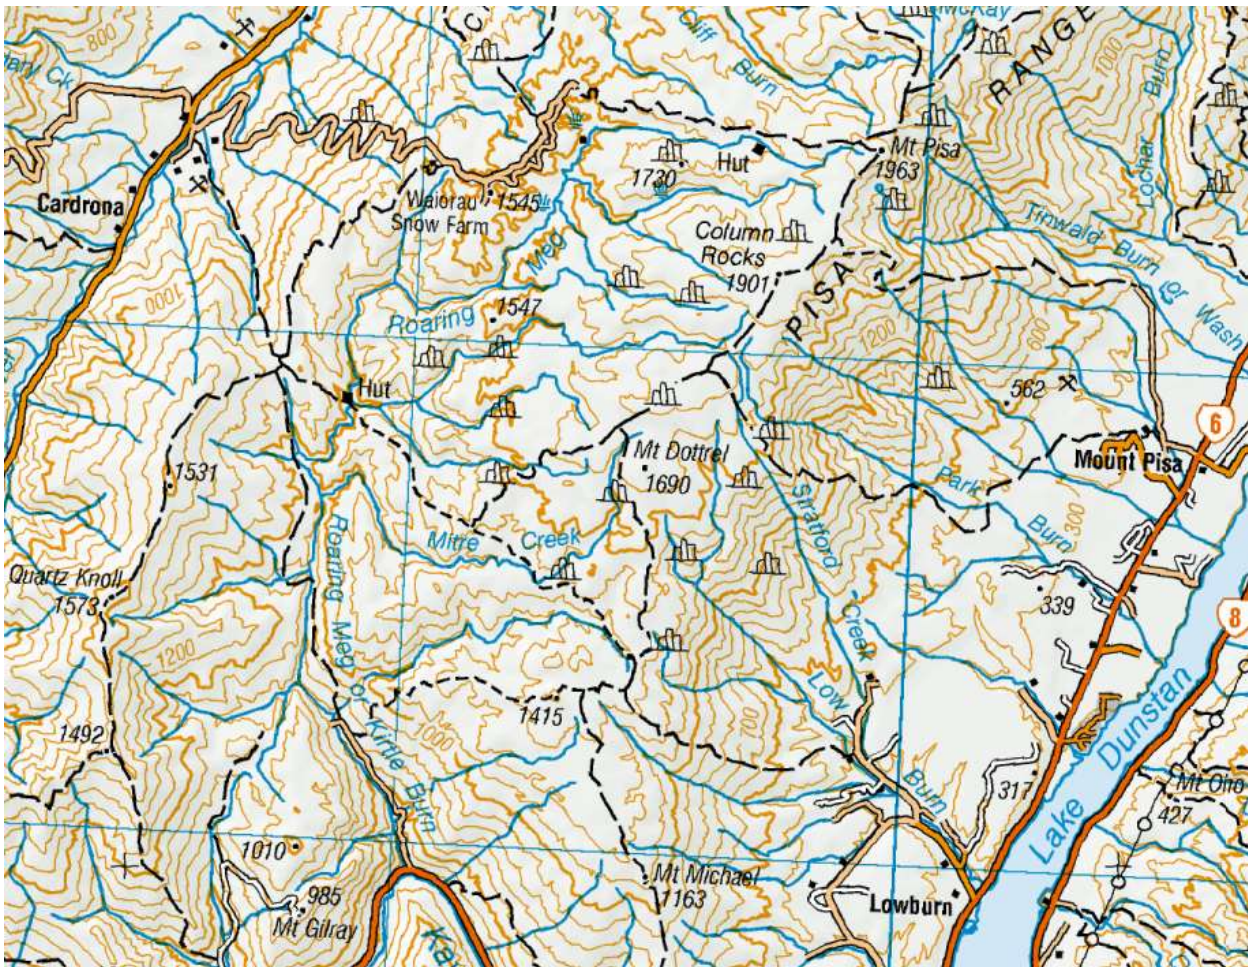 800
Cliff
Burn
McKay
RANGE
1000
Burn
Lochar
Cardrona
Waiorau
Snow Farm
1545
1730
Hut
Mt Pisa
1963
Column
Rocks
1901
PISA
Tinwald
Burn
or
Wash
1000
Meg
Roaring
1547
1200
600
562
6
Hut
1531
Mt Dottrel
1690
Mount Pisa
Park
Burn
300
Stratford
Creek
Roaring
Meg
or
Kirtle
Burn
Mitre
Creek
Quartz Knoll
1573
1200
339
8
1492
1415
1000
700
Low
Burn
317
Lake
Dunstan
427
1010
985
Mt Gilray
Mt Michael
1163
Lowburn